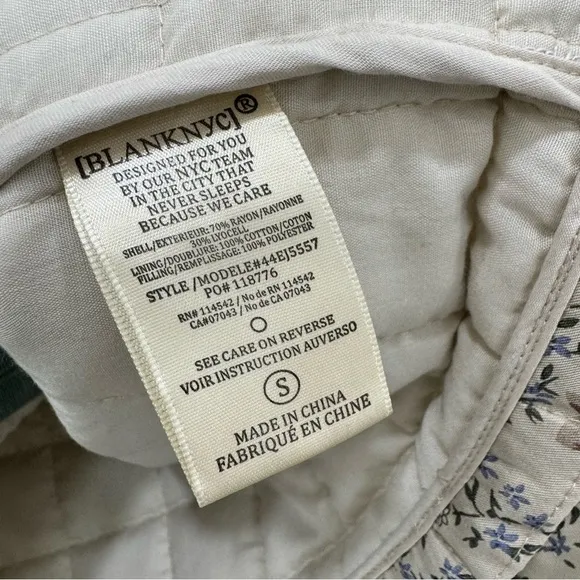 [BLANKNYC]®
DESIGNED FOR YOU
BY OUR NYC TEAM
IN THE CITY THAT
NEVER SLEEPS
BECAUSE WE CARE
SHELL/EXTERIEUR: 70% RAYON/RAYONNE
30% LYOCELL
LINING/DOUBLURE: 100% COTTON/COTON
FILLING/REMPLISSAGE: 100% POLYESTER
STYLE /MODELE#44EJ5557
PO# 118776
RN# 114542 / No de RN 114542
CA#07043 / No de CA 07043
SEE CARE ON REVERSE
VOIR INSTRUCTION AUVERSO
S
MADE IN CHINA
FABRIQUÉ EN CHINE